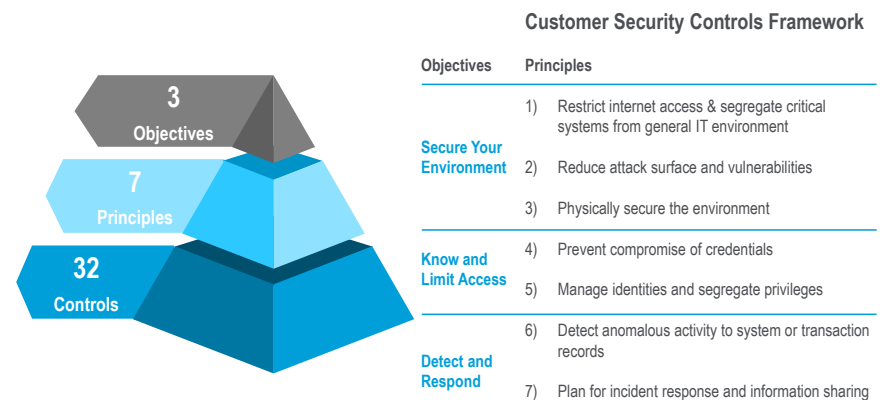 Customer Security Controls Framework
3
Objectives
7
Principles
32
Controls
Objectives Principles
Secure Your
Environment
1) Restrict internet access & segregate critical
systems from general IT environment
2) Reduce attack surface and vulnerabilities
3) Physically secure the environment
Know and
Limit Access
4) Prevent compromise of credentials
5) Manage identities and segregate privileges
Detect and
Respond
6) Detect anomalous activity to system or transaction
records
7) Plan for incident response and information sharing